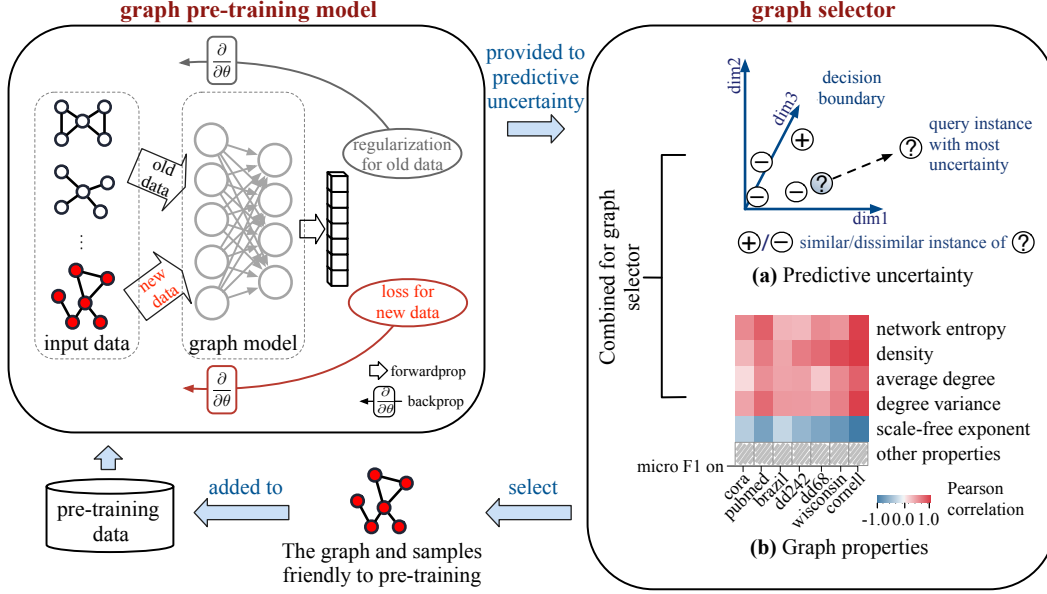 graph pre-training model
∂
∂θ
regularization
for old data
old
data
...
new
data
input data
graph model
loss for
new data
∂
∂θ
forwardprop
∂
∂θ
backprop
provided to
predictive
uncertainty
graph selector
Combined for graph
selector
dim2
dim3
dim1
decision
boundary
+
−
−
−
?
?
query instance
with most
uncertainty
+/− similar/dissimilar instance of ?
(a) Predictive uncertainty
network entropy
density
average degree
degree variance
scale-free exponent
other properties
micro F1 on
cora
pubmed
brazil
dd242
dd68
wisconsin
cornell
-1.0 0.0 1.0
Pearson
correlation
(b) Graph properties
select
The graph and samples
friendly to pre-training
added to
pre-training
data